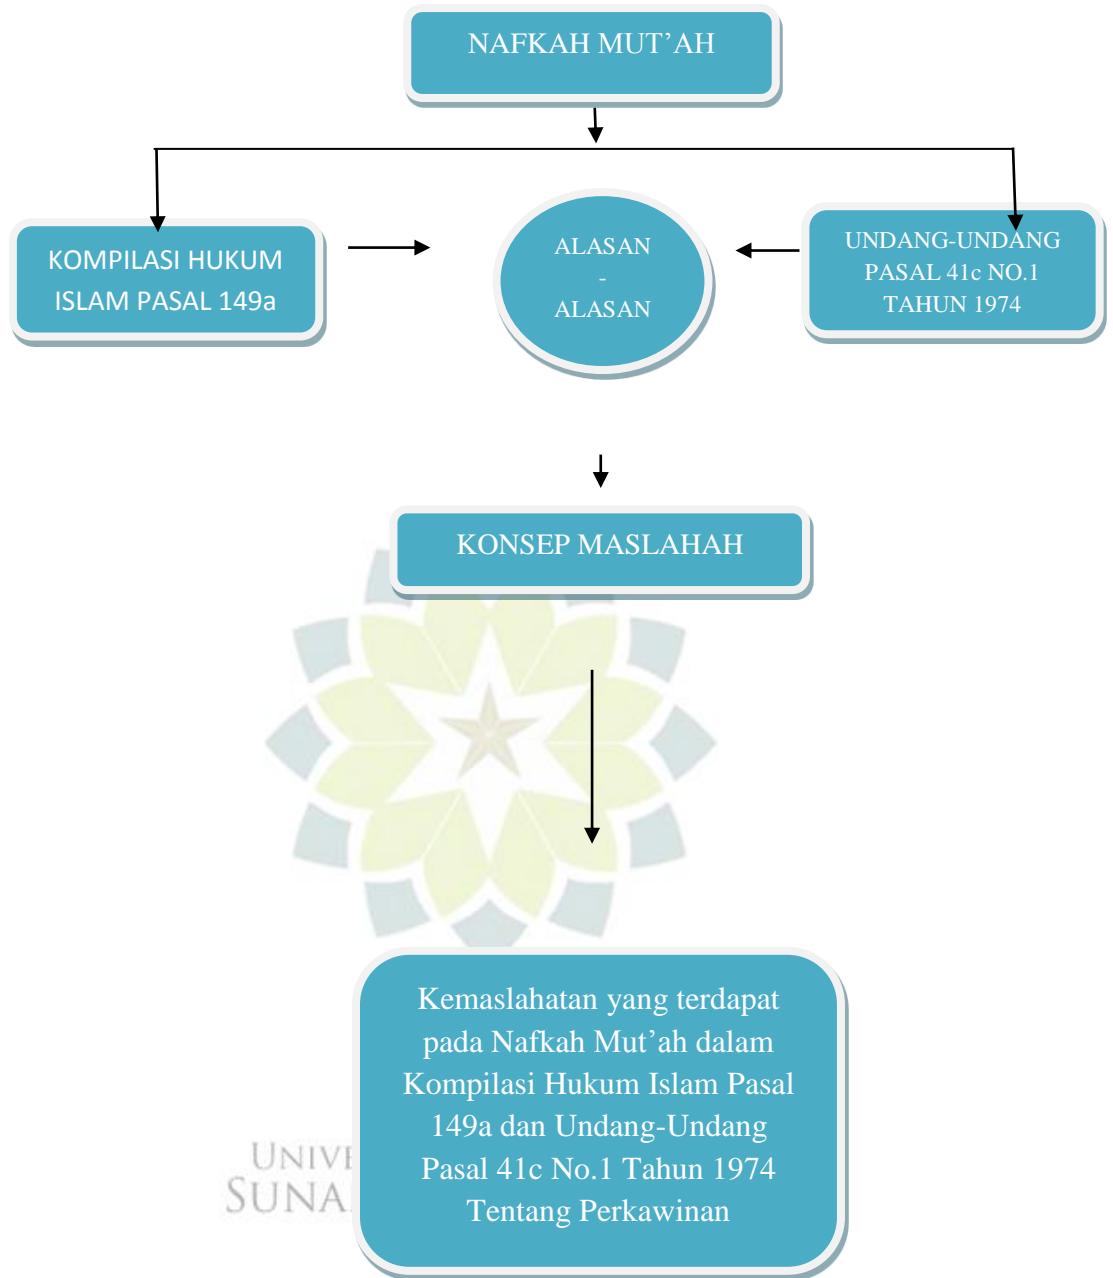 NAFKAH MUT’AH
KOMPILASI HUKUM
ISLAM PASAL 149a
ALASAN
-
ALASAN
UNDANG-UNDANG
PASAL 41c NO.1
TAHUN 1974
KONSEP MASLAHAH
Kemaslahatan yang terdapat
pada Nafkah Mut’ah dalam
Kompilasi Hukum Islam Pasal
149a dan Undang-Undang
Pasal 41c No.1 Tahun 1974
Tentang Perkawinan